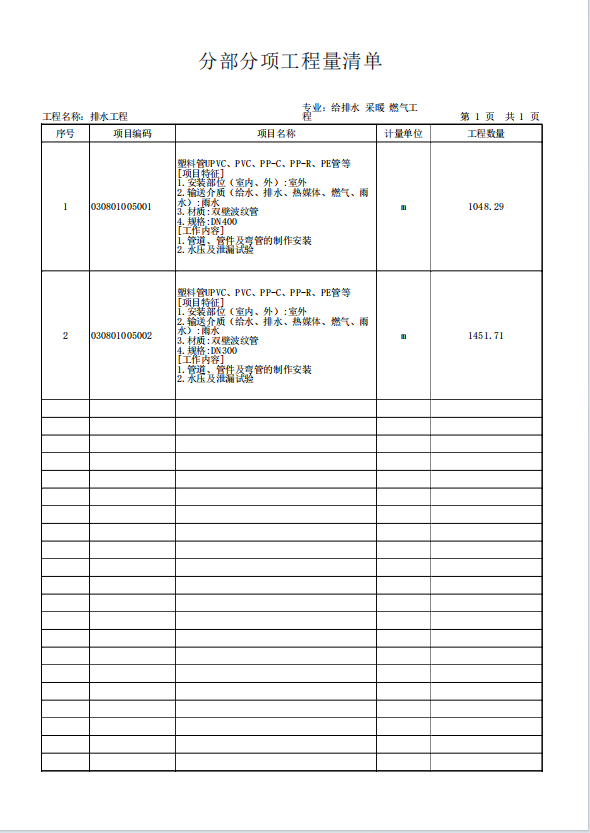 分部分项工程量清单
工程名称：排水工程
专业：给排水 采暖 燃气工
程
第 1 页 共 1 页
序号 项目编码 项目名称 计量单位 工程数量
塑料管UPVC、PVC、PP-C、PP-R、PE管等
[项目特征]
1.安装部位（室内、外）:室外
2.输送介质（给水、排水、热媒体、燃气、雨
水）:雨水
3.材质:双壁波纹管
4.规格:DN400
[工作内容]
1.管道、管件及弯管的制作安装
2.水压及泄漏试验
1 030801005001 m 1048.29
塑料管UPVC、PVC、PP-C、PP-R、PE管等
[项目特征]
1.安装部位（室内、外）:室外
2.输送介质（给水、排水、热媒体、燃气、雨
水）:雨水
3.材质:双壁波纹管
4.规格:DN300
[工作内容]
1.管道、管件及弯管的制作安装
2.水压及泄漏试验
2 030801005002 m 1451.71